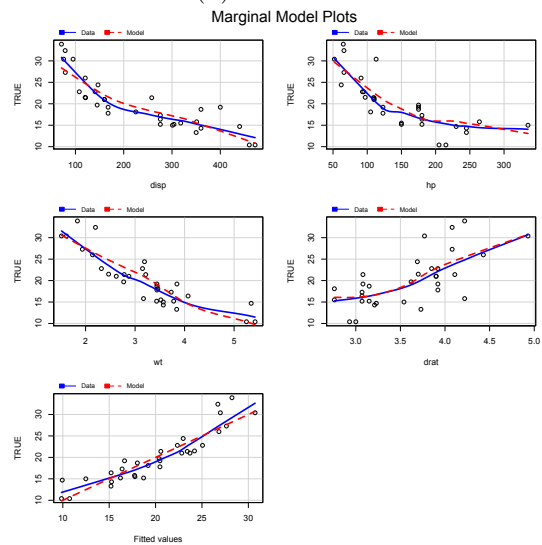 Marginal Model Plots
Data Model
TRUE
10 15 20 25 30
100 200 300 400
disp
Data Model
TRUE
10 15 20 25 30
50 100 150 200 250 300
hp
Data Model
TRUE
10 15 20 25 30
2 3 4 5
wt
Data Model
TRUE
10 15 20 25 30
3.0 3.5 4.0 4.5 5.0
drat
Data Model
TRUE
10 15 20 25 30
10 15 20 25 30
Fitted values